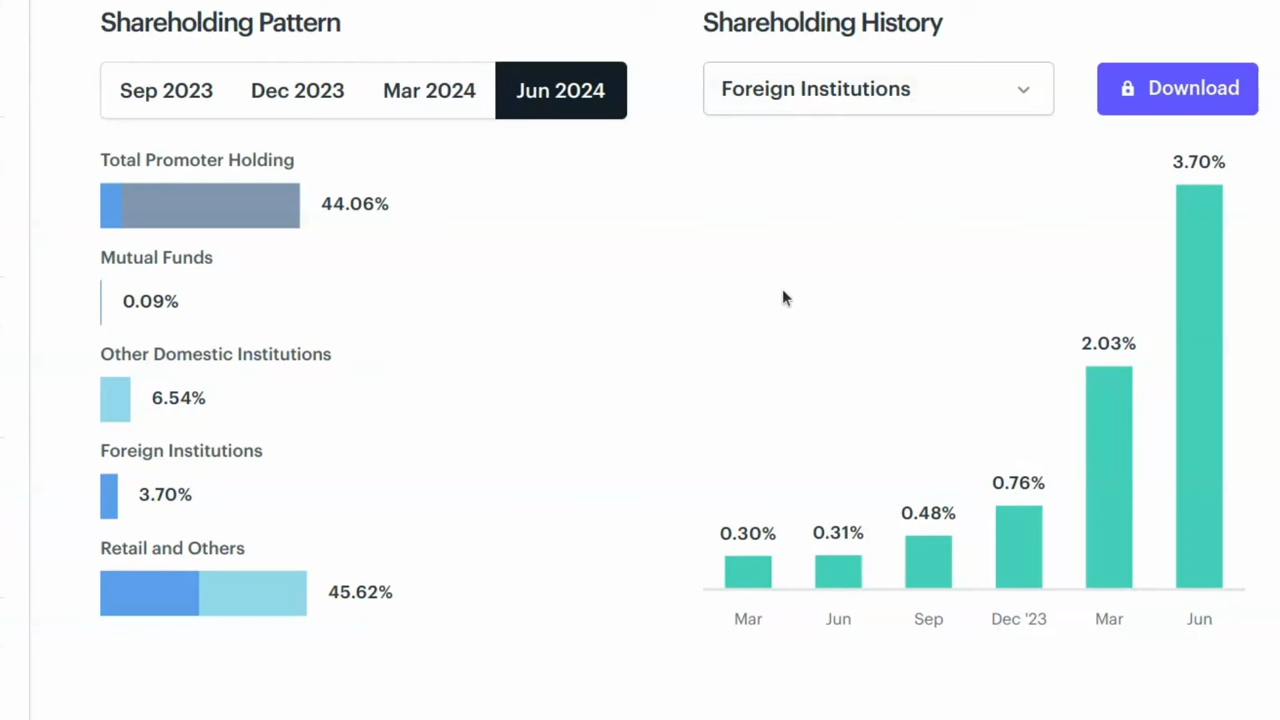 Shareholding Pattern
Sep 2023 Dec 2023 Mar 2024 Jun 2024
Total Promoter Holding
44.06%
Mutual Funds
0.09%
Other Domestic Institutions
6.54%
Foreign Institutions
3.70%
Retail and Others
45.62%
Shareholding History
Foreign Institutions
Download
3.70%
2.03%
0.76%
0.48%
0.30% 0.31%
Mar Jun Sep Dec '23 Mar Jun